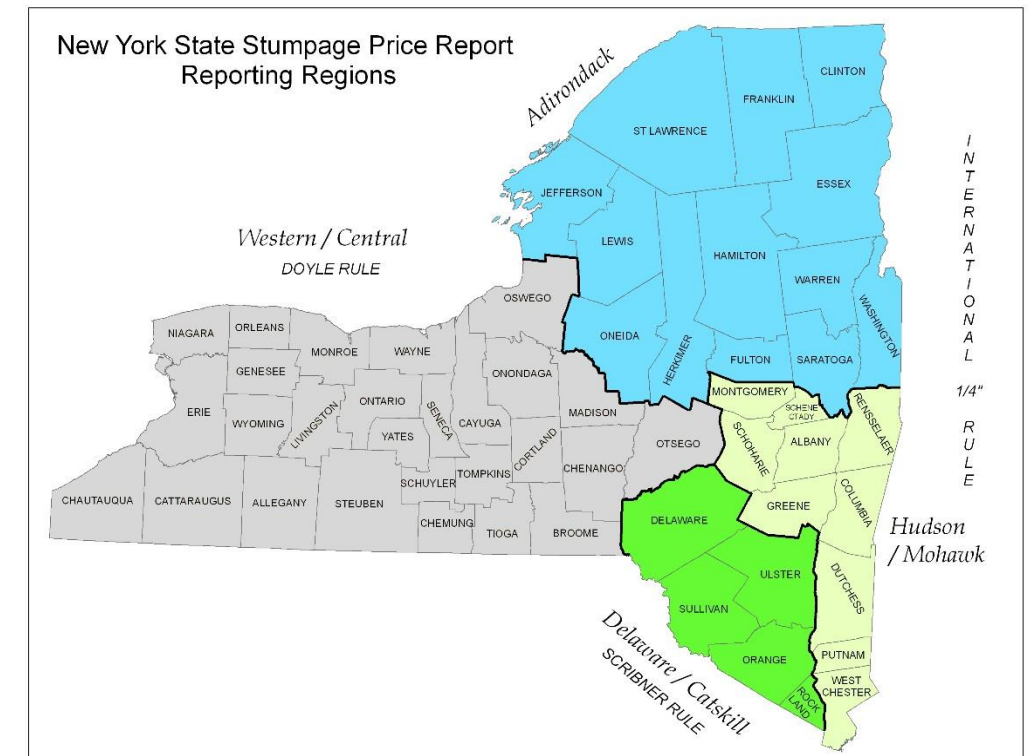 New York State Stumpage Price Report
Reporting Regions
Adirondack
CLINTON
FRANKLIN
ST LAWRENCE
ESSEX
JEFFERSON
LEWIS
HAMILTON
WARREN
WASHINGTON
ONEIDA
HERKIMER
FULTON
SARATOGA
INTERNATIONAL
1/4"
RULE
Western / Central
DOYLE RULE
OSWEGO
NIAGARA
ORLEANS
MONROE
WAYNE
GENESEE
ONONDAGA
ERIE
WYOMING
LIVINGSTON
ONTARIO
YATES
SENECA
CAYUGA
MADISON
CORTLAND
OTSEGO
CHENANGO
CHAUTAUQUA
CATTARAUGUS
ALLEGANY
STEUBEN
SCHUYLER
TOMPKINS
CHEMUNG
TIOGA
BROOME
MONTGOMERY
SCHENE
CTADY
RENSSELAER
SCHOHARIE
ALBANY
GREENE
COLUMBIA
Hudson
/ Mohawk
DUTCHESS
PUTNAM
WEST
CHESTER
DELAWARE
ULSTER
SULLIVAN
ORANGE
ROCK
LAND
Delaware / Catskill
SCRIBNER RULE